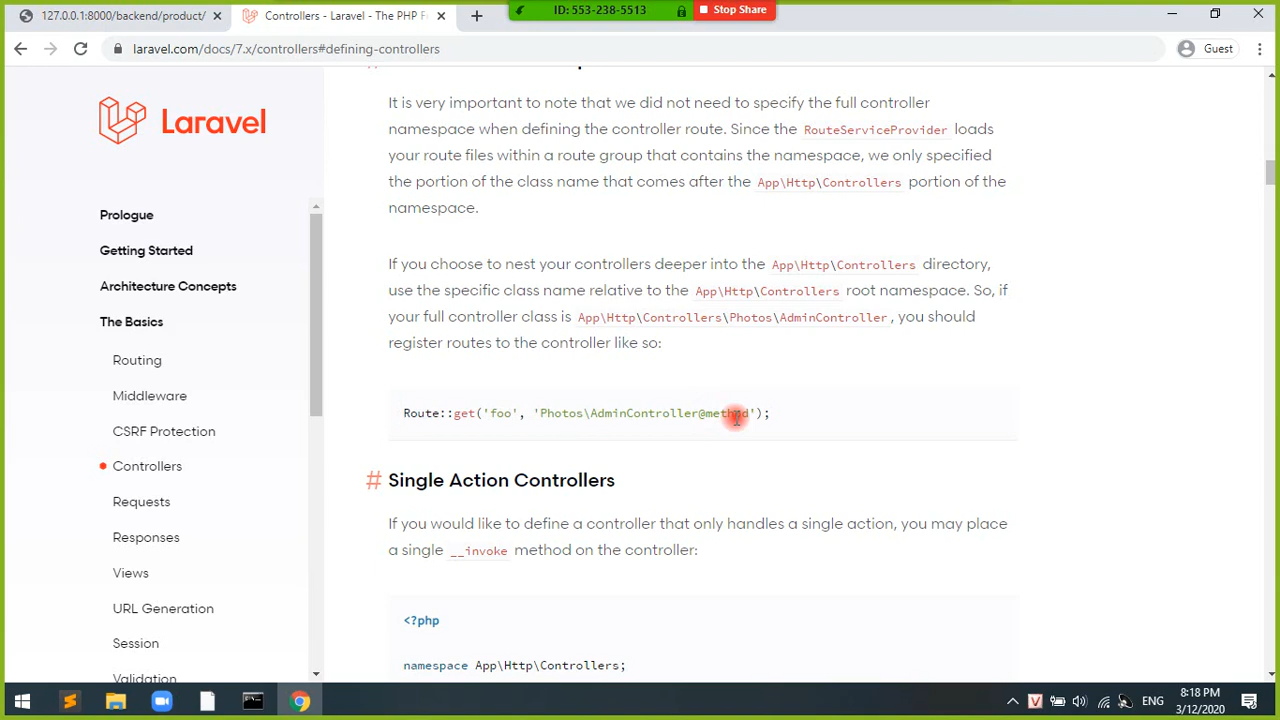 127.0.0.1:8000/backend/product/
Controllers - Laravel - The PHP F
ID: 553-238-5513
Stop Share
laravel.com/docs/7.x/controllers#defining-controllers
Guest
Laravel
Prologue
Getting Started
Architecture Concepts
The Basics
Routing
Middleware
CSRF Protection
Controllers
Requests
Responses
Views
URL Generation
Session
Validation
It is very important to note that we did not need to specify the full controller
namespace when defining the controller route. Since the RouteServiceProvider loads
your route files within a route group that contains the namespace, we only specified
the portion of the class name that comes after the App\Http\Controllers portion of the
namespace.
If you choose to nest your controllers deeper into the App\Http\Controllers directory,
use the specific class name relative to the App\Http\Controllers root namespace. So, if
your full controller class is App\Http\Controllers\Photos\AdminController, you should
register routes to the controller like so:
Route::get('foo', 'Photos\AdminController@method');
# Single Action Controllers
If you would like to define a controller that only handles a single action, you may place
a single __invoke method on the controller:
<?php
namespace App\Http\Controllers;
ENG
8:18 PM
3/12/2020